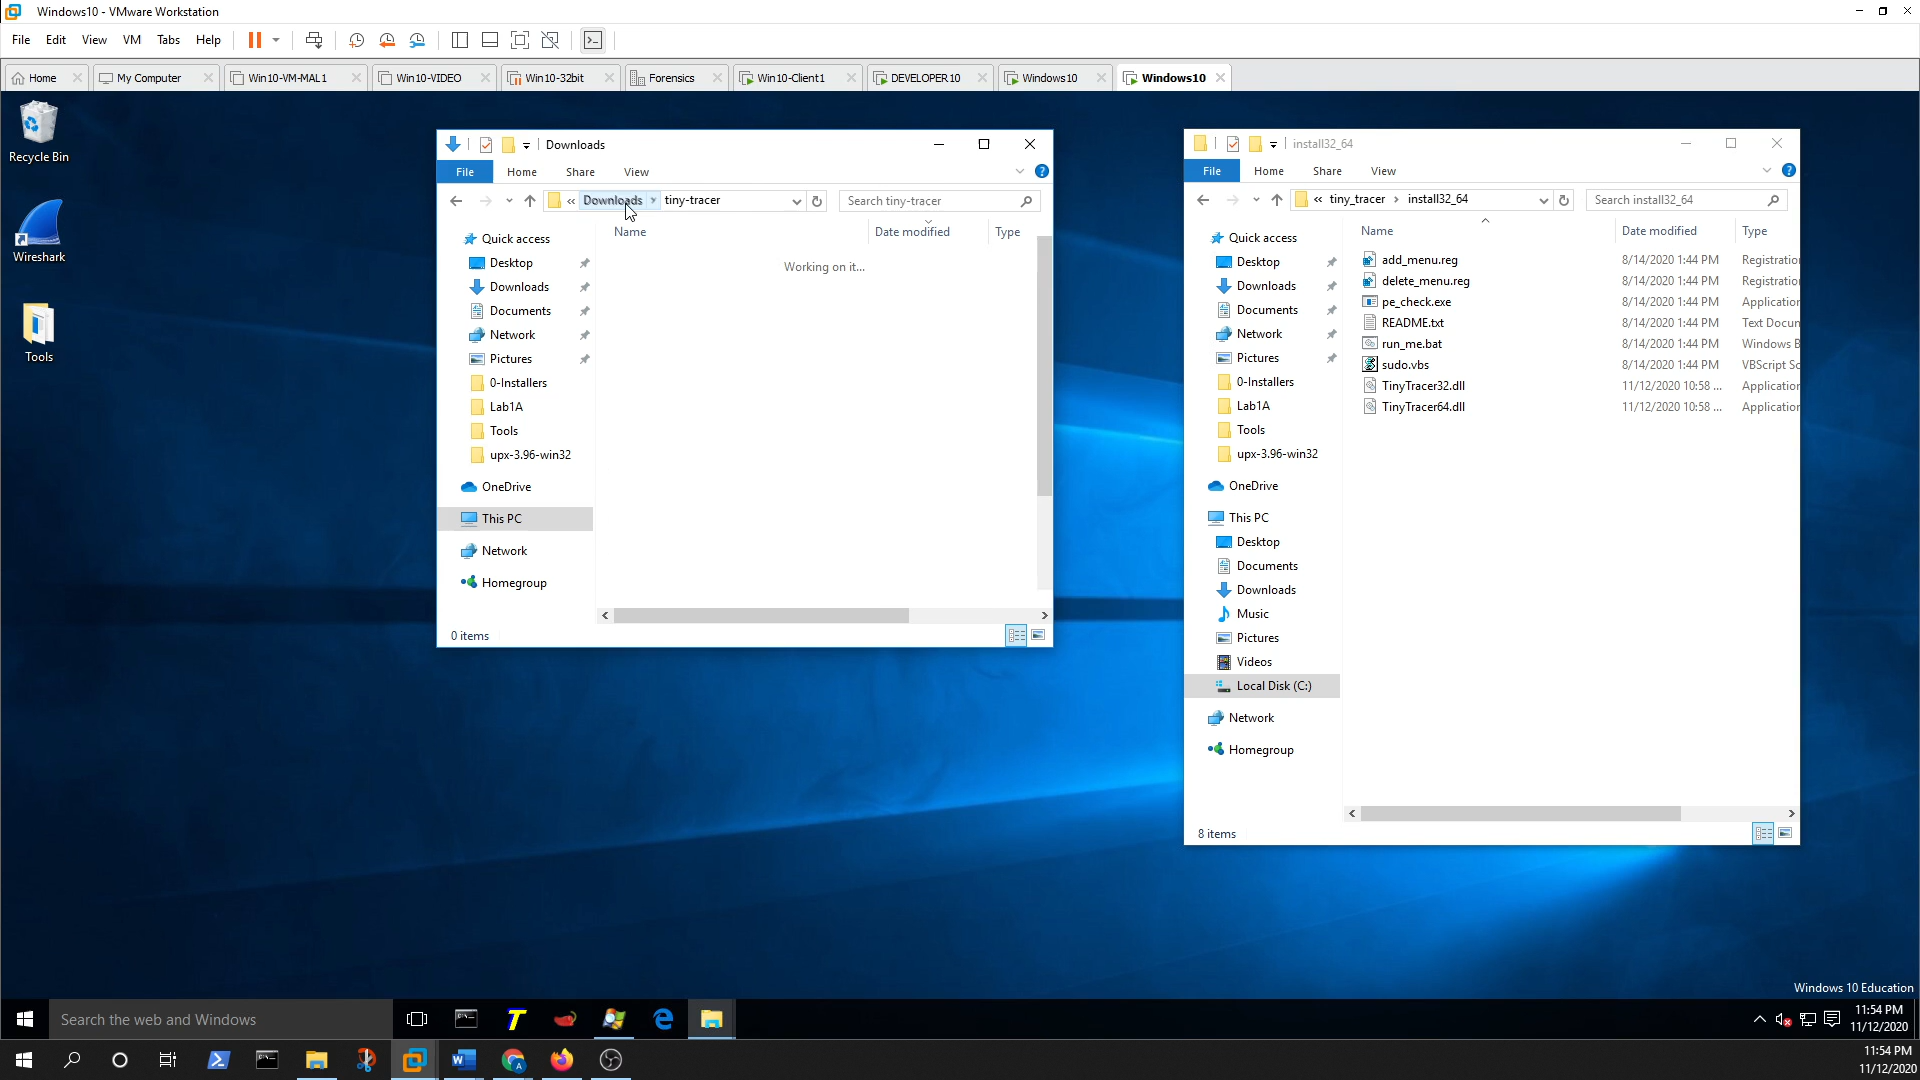 Windows10 - VMware Workstation
File Edit View VM Tabs Help
Home My Computer Win10-VM-MAL1 Win10-VIDEO Win10-32bit Forensics Win10-Client1 DEVELOPER10 Windows10 Windows10
Recycle Bin
Wireshark
Tools
Downloads
File Home Share View
« Downloads › tiny-tracer
Search tiny-tracer
Name Date modified Type
Working on it...
Quick access
Desktop
Downloads
Documents
Network
Pictures
0-Installers
Lab1A
Tools
upx-3.96-win32
OneDrive
This PC
Network
Homegroup
0 items
install32_64
File Home Share View
« tiny_tracer › install32_64
Search install32_64
Name Date modified Type
add_menu.reg 8/14/2020 1:44 PM Registratio
delete_menu.reg 8/14/2020 1:44 PM Registratio
pe_check.exe 8/14/2020 1:44 PM Application
README.txt 8/14/2020 1:44 PM Text Docum
run_me.bat 8/14/2020 1:44 PM Windows B
sudo.vbs 8/14/2020 1:44 PM VBScript Sc
TinyTracer32.dll 11/12/2020 10:58 ... Application
TinyTracer64.dll 11/12/2020 10:58 ... Application
Quick access
Desktop
Downloads
Documents
Network
Pictures
0-Installers
Lab1A
Tools
upx-3.96-win32
OneDrive
This PC
Desktop
Documents
Downloads
Music
Pictures
Videos
Local Disk (C:)
Network
Homegroup
8 items
Windows 10 Education
Search the web and Windows
11:54 PM
11/12/2020
11:54 PM
11/12/2020